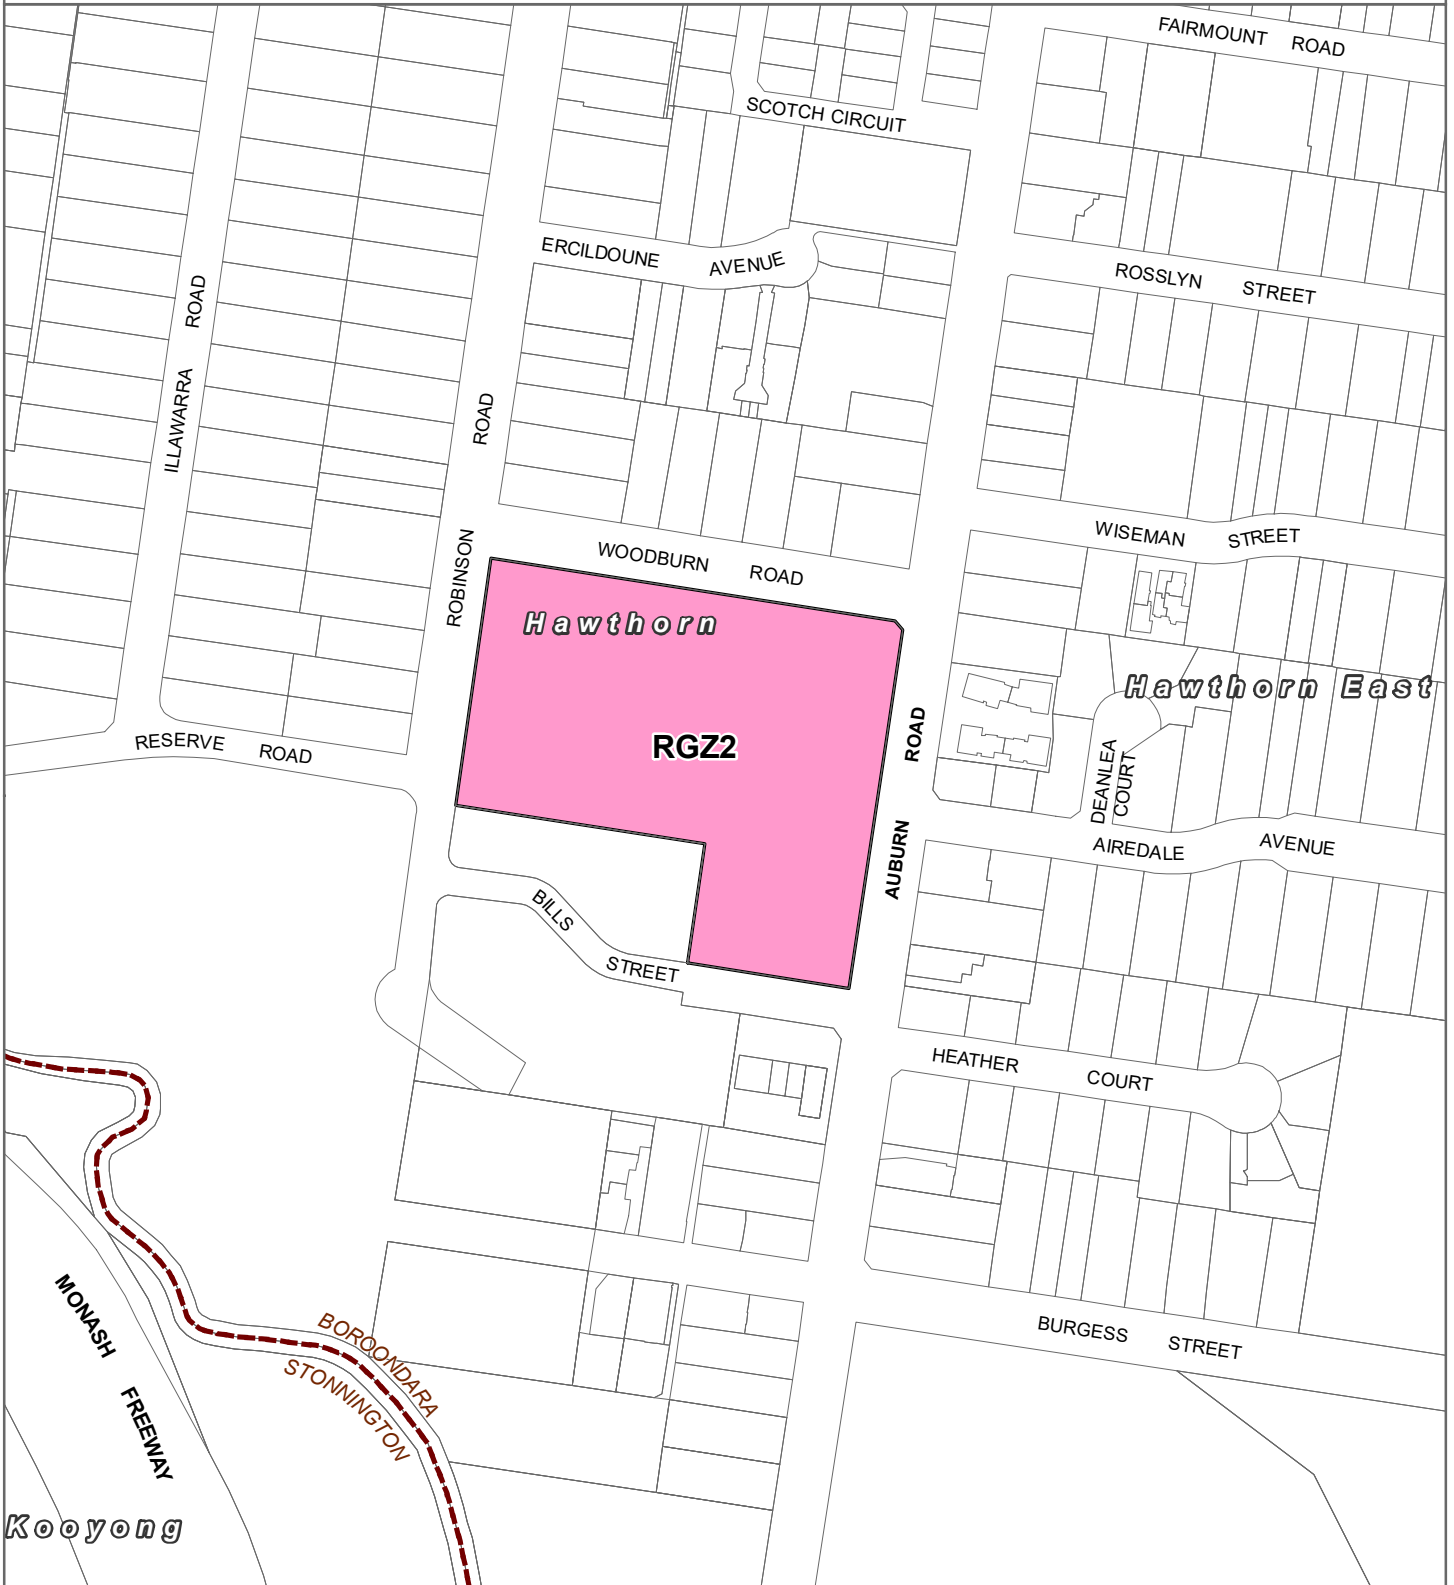 FAIRMOUNT ROAD
SCOTCH CIRCUIT
ERCILDOUNE AVENUE
ROSSLYN STREET
ILLAWARRA ROAD
ROBINSON ROAD
WISEMAN STREET
WOODBURN ROAD
Hawthorn
Hawthorn East
RGZ2
RESERVE ROAD
AUBURN ROAD
DEANLEA
COURT
AIREDALE AVENUE
BILLS STREET
HEATHER COURT
MONASH FREEWAY
BOROONDARA
STONNINGTON
BURGESS STREET
Kooyong